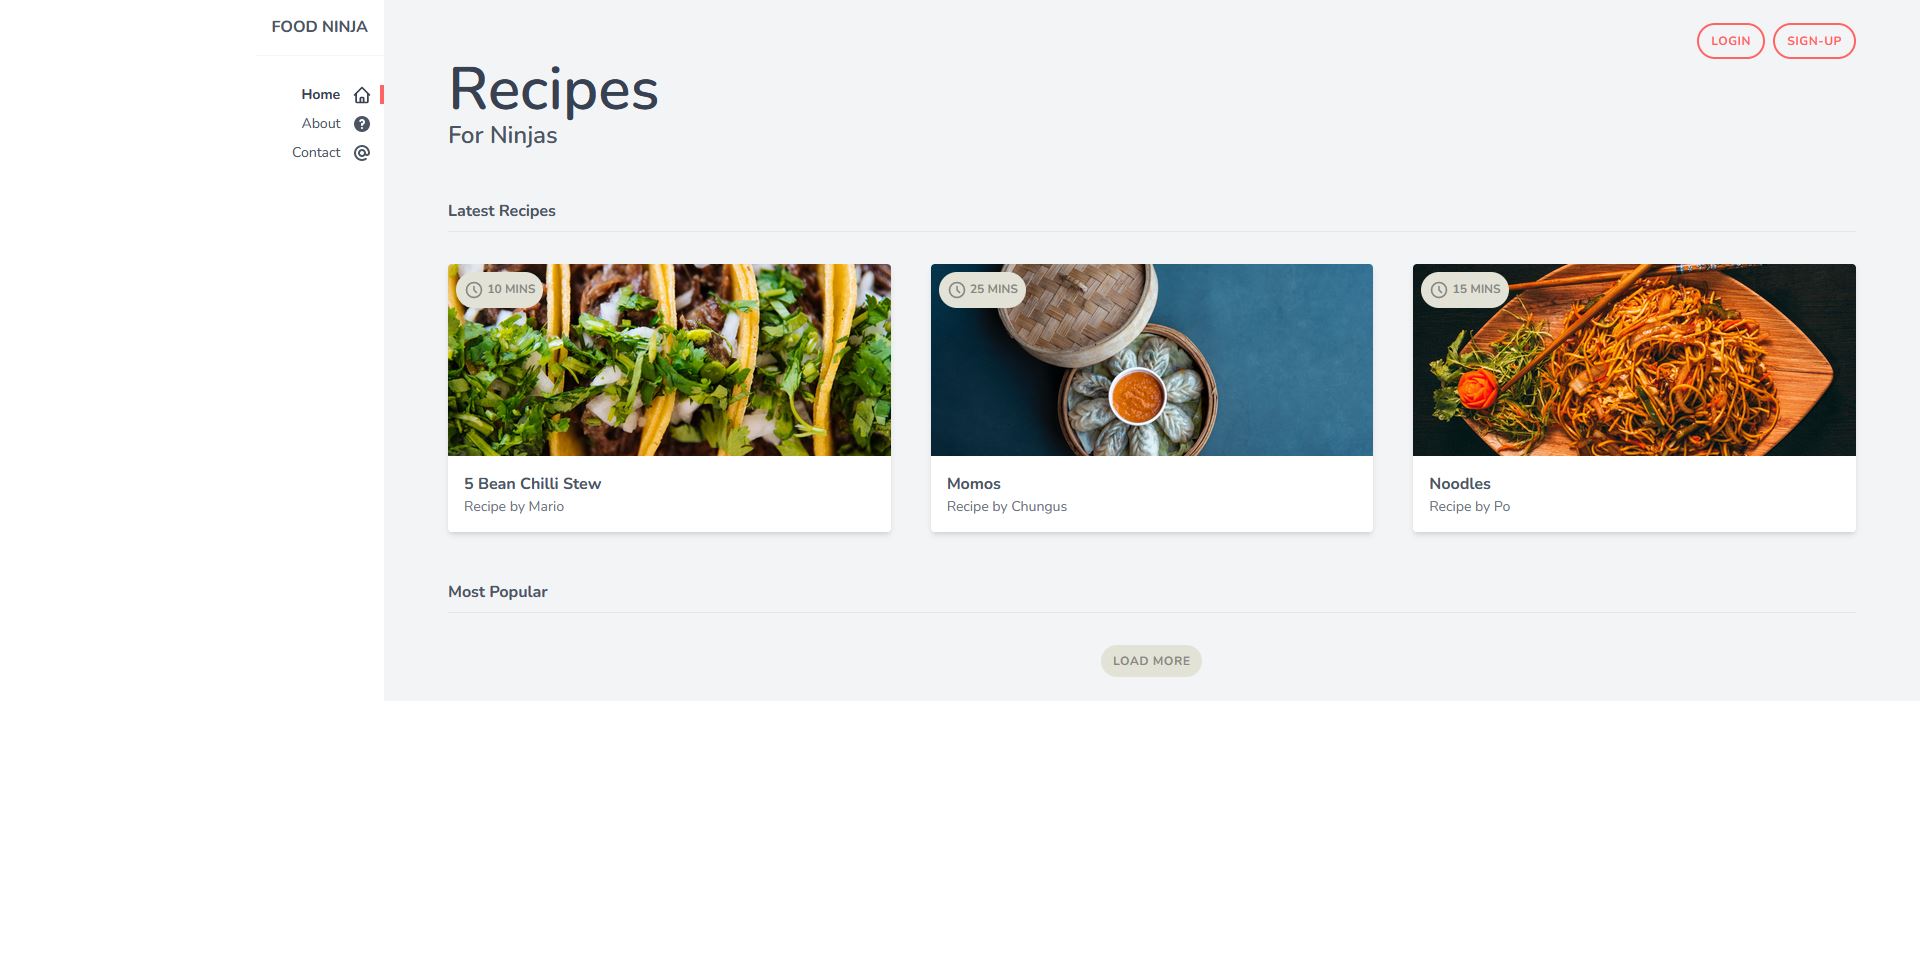 FOOD NINJA
Home
About
Contact
LOGIN
SIGN-UP
Recipes
For Ninjas
Latest Recipes
10 MINS
5 Bean Chilli Stew
Recipe by Mario
25 MINS
Momos
Recipe by Chungus
15 MINS
Noodles
Recipe by Po
Most Popular
LOAD MORE